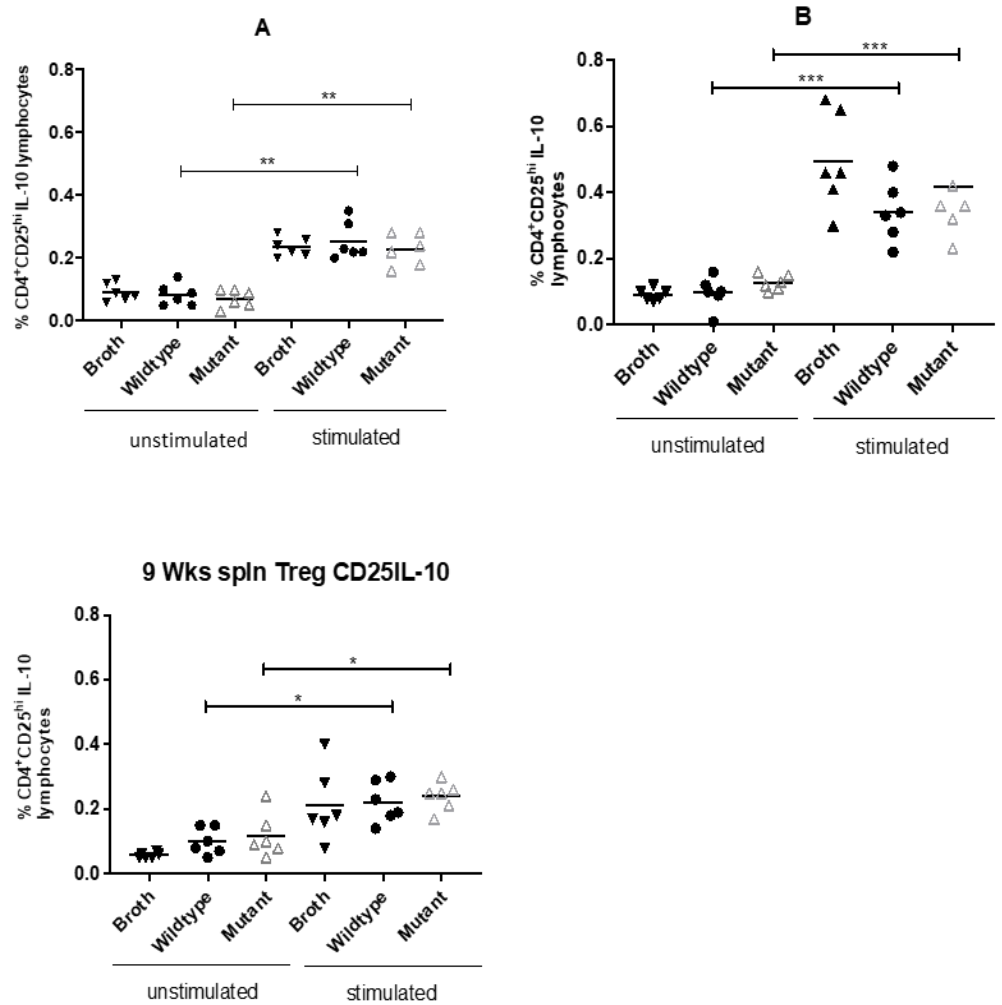 A
% CD4⁺CD25ʰⁱ IL-10 lymphocytes
0.8
0.6
0.4
0.2
0.0
**
**
Broth
Wildtype
Mutant
Broth
Wildtype
Mutant
unstimulated
stimulated
B
% CD4⁺CD25ʰⁱ IL-10
lymphocytes
0.8
0.6
0.4
0.2
0.0
***
***
Broth
Wildtype
Mutant
Broth
Wildtype
Mutant
unstimulated
stimulated
9 Wks spln Treg CD25IL-10
% CD4⁺CD25ʰⁱ IL-10
lymphocytes
0.8
0.6
0.4
0.2
0.0
*
*
Broth
Wildtype
Mutant
Broth
Wildtype
Mutant
unstimulated
stimulated